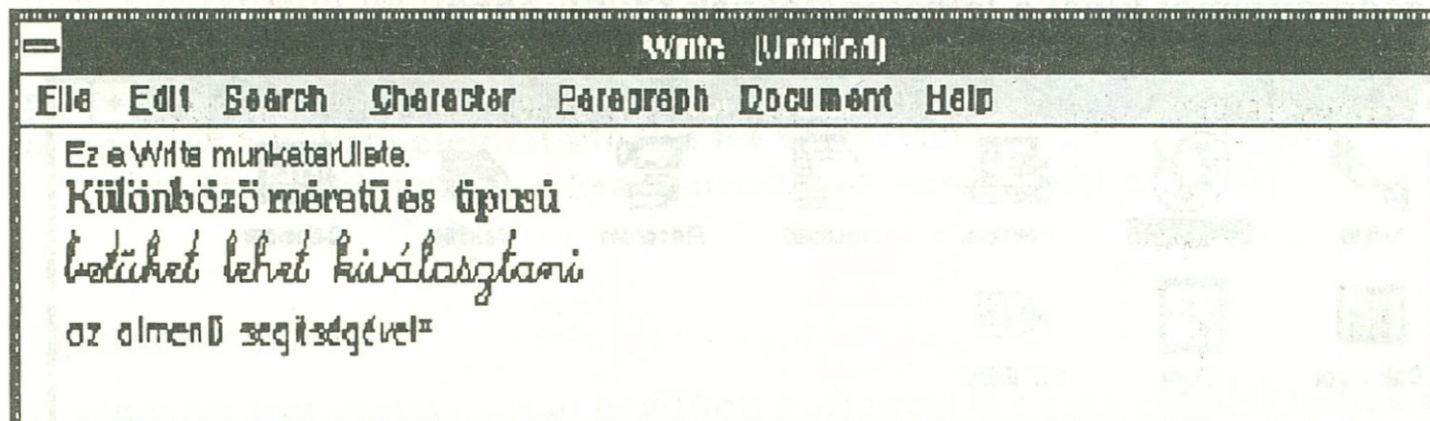 Write - (Untitled)
File Edit Search Character Paragraph Document Help
Ez a Write munkaterülete.
Különböző méretű és típusú
betűket lehet kiválasztani
az almenü segítségével¤